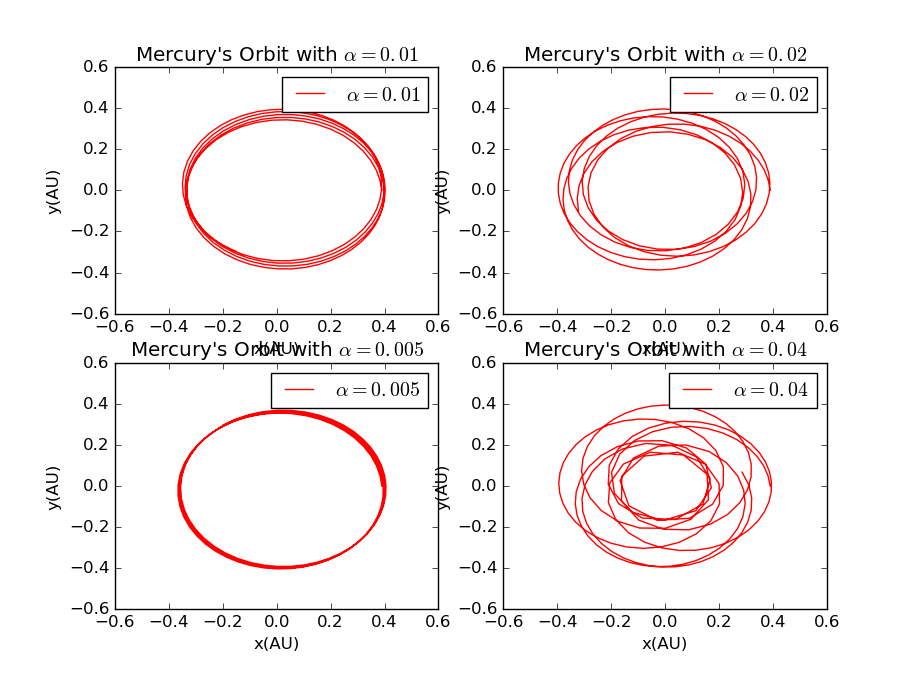 Mercury's Orbit with α = 0.01
α = 0.01
0.6
0.4
0.2
0.0
−0.2
−0.4
−0.6
y(AU)
−0.6 −0.4 −0.2 0.0 0.2 0.4 0.6
x(AU)
Mercury's Orbit with α = 0.02
α = 0.02
0.6
0.4
0.2
0.0
−0.2
−0.4
−0.6
y(AU)
−0.6 −0.4 −0.2 0.0 0.2 0.4 0.6
x(AU)
Mercury's Orbit with α = 0.005
α = 0.005
0.6
0.4
0.2
0.0
−0.2
−0.4
−0.6
y(AU)
−0.6 −0.4 −0.2 0.0 0.2 0.4 0.6
x(AU)
Mercury's Orbit with α = 0.04
α = 0.04
0.6
0.4
0.2
0.0
−0.2
−0.4
−0.6
y(AU)
−0.6 −0.4 −0.2 0.0 0.2 0.4 0.6
x(AU)